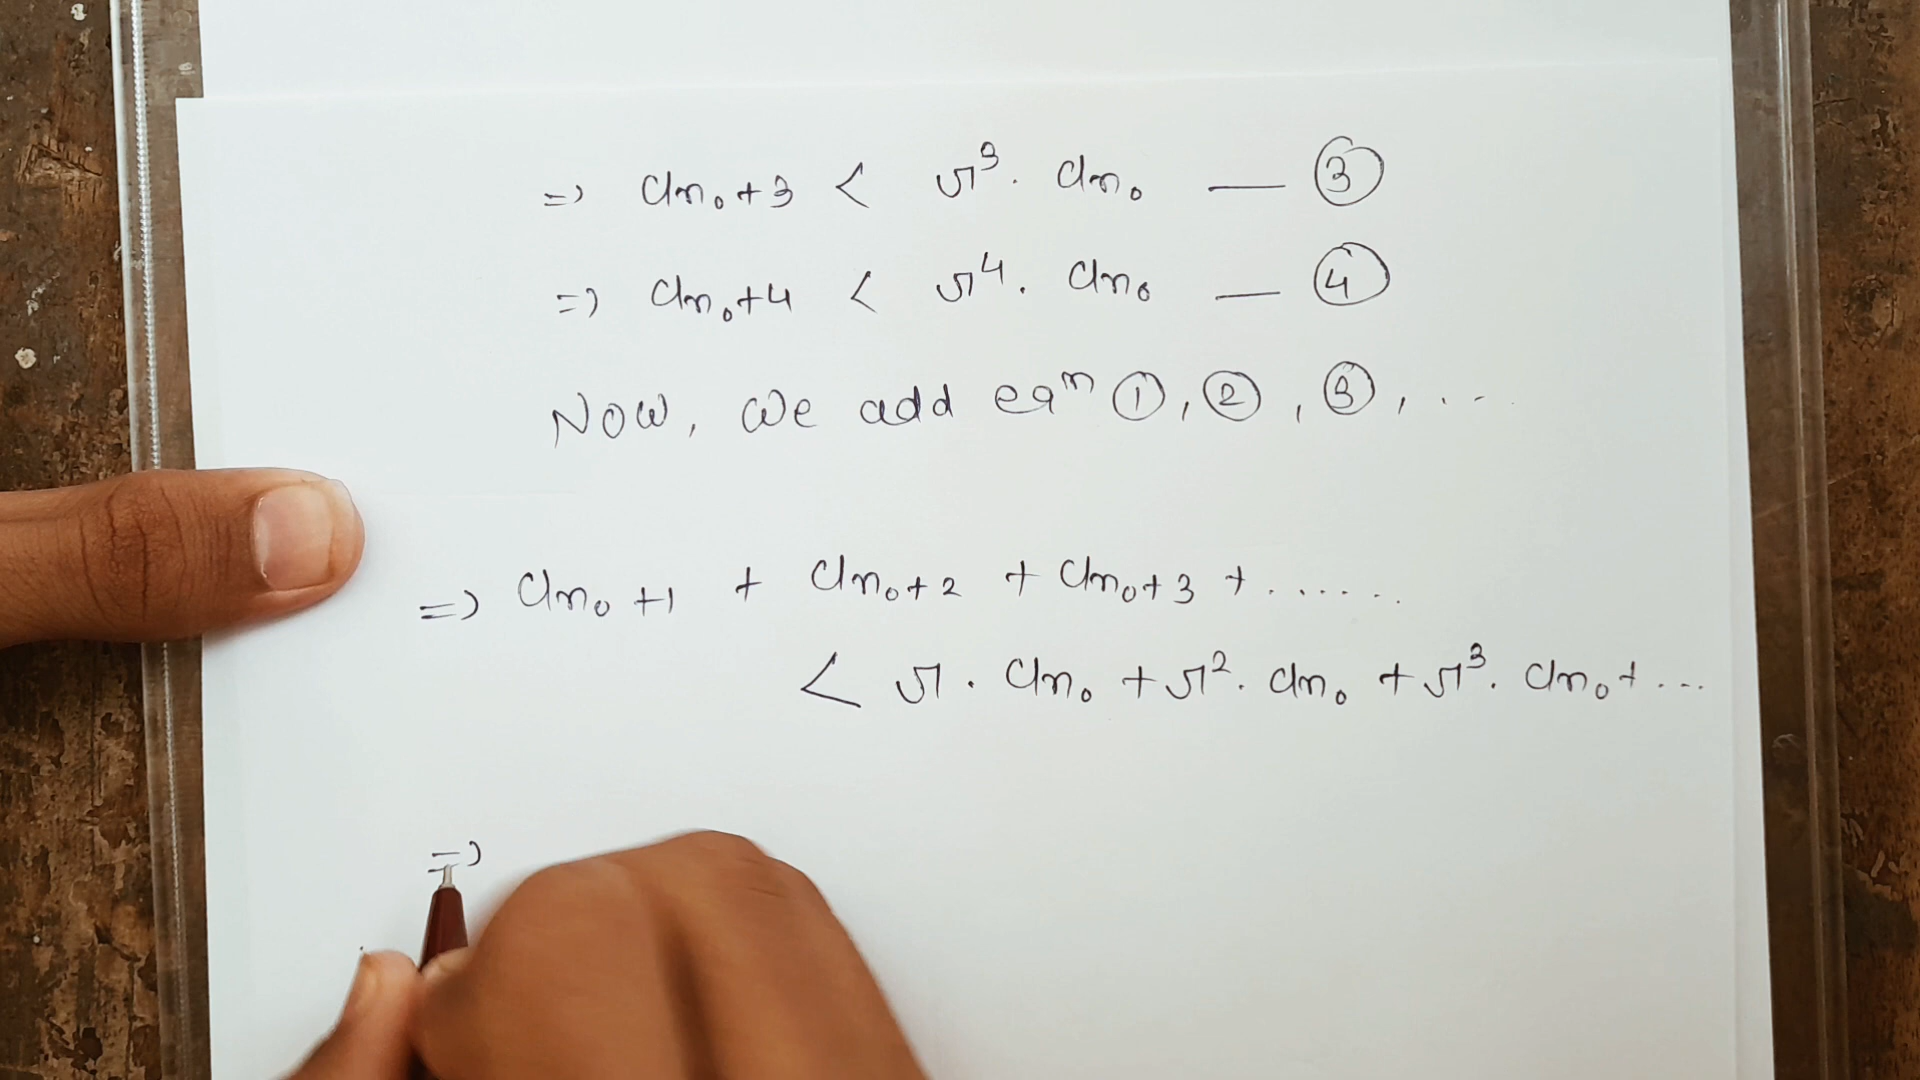 => a_{n_0+3} < r^3 . a_{n_0} — ③
=> a_{n_0+4} < r^4 . a_{n_0} — ④
Now, We add eq^n ①, ②, ③, ...
=> a_{n_0+1} + a_{n_0+2} + a_{n_0+3} + ......
< r . a_{n_0} + r^2 . a_{n_0} + r^3 . a_{n_0} + ...
=>